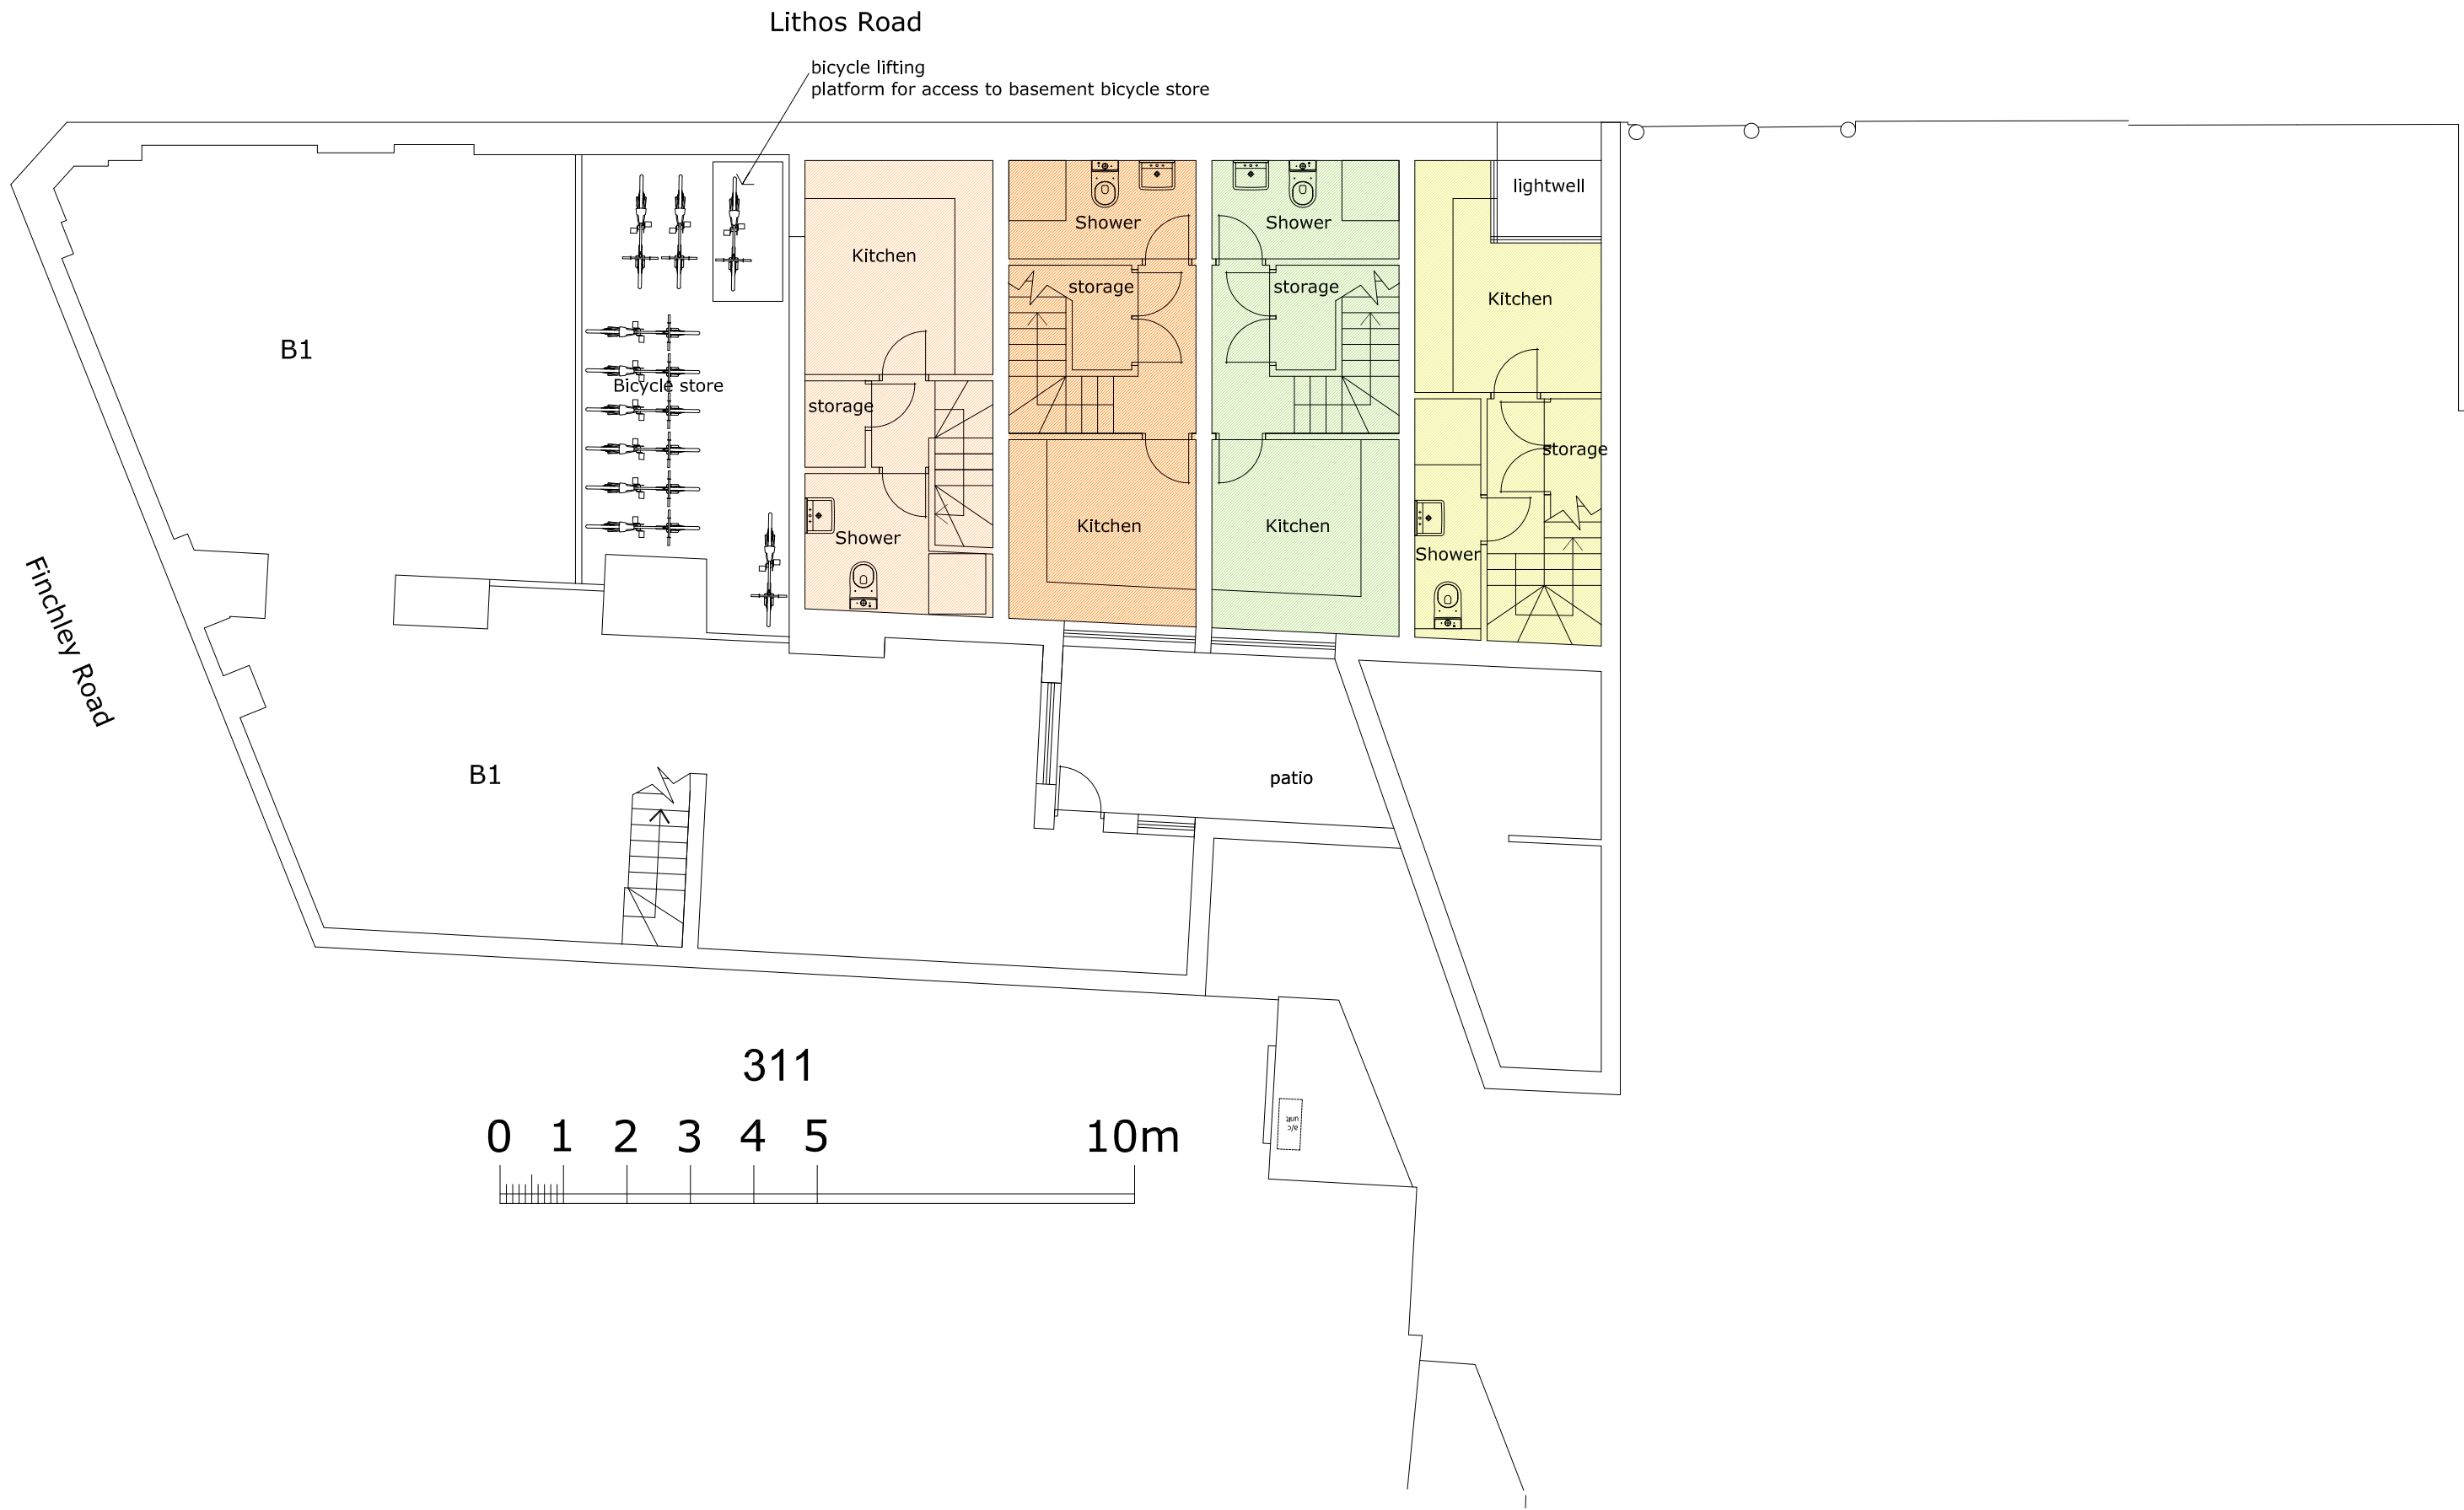 Lithos Road
bicycle lifting
platform for access to basement bicycle store
lightwell
Shower
Shower
Kitchen
storage
storage
Kitchen
B1
Bicycle store
storage
storage
Kitchen
Kitchen
Shower
Shower
Finchley Road
B1
patio
311
0 1 2 3 4 5 10m
a/c
unit